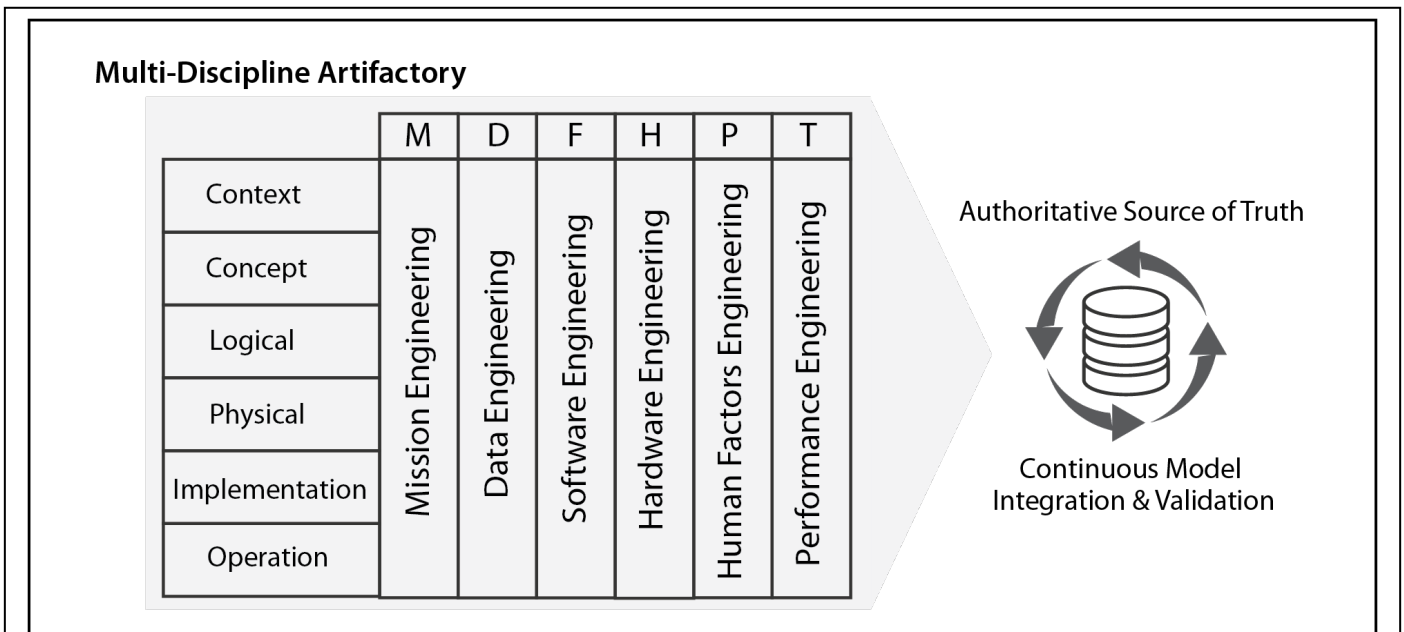 Multi-Discipline Artifactory
M D F H P T
Context
Concept
Logical
Physical
Implementation
Operation
Mission Engineering
Data Engineering
Software Engineering
Hardware Engineering
Human Factors Engineering
Performance Engineering
Authoritative Source of Truth
Continuous Model
Integration & Validation